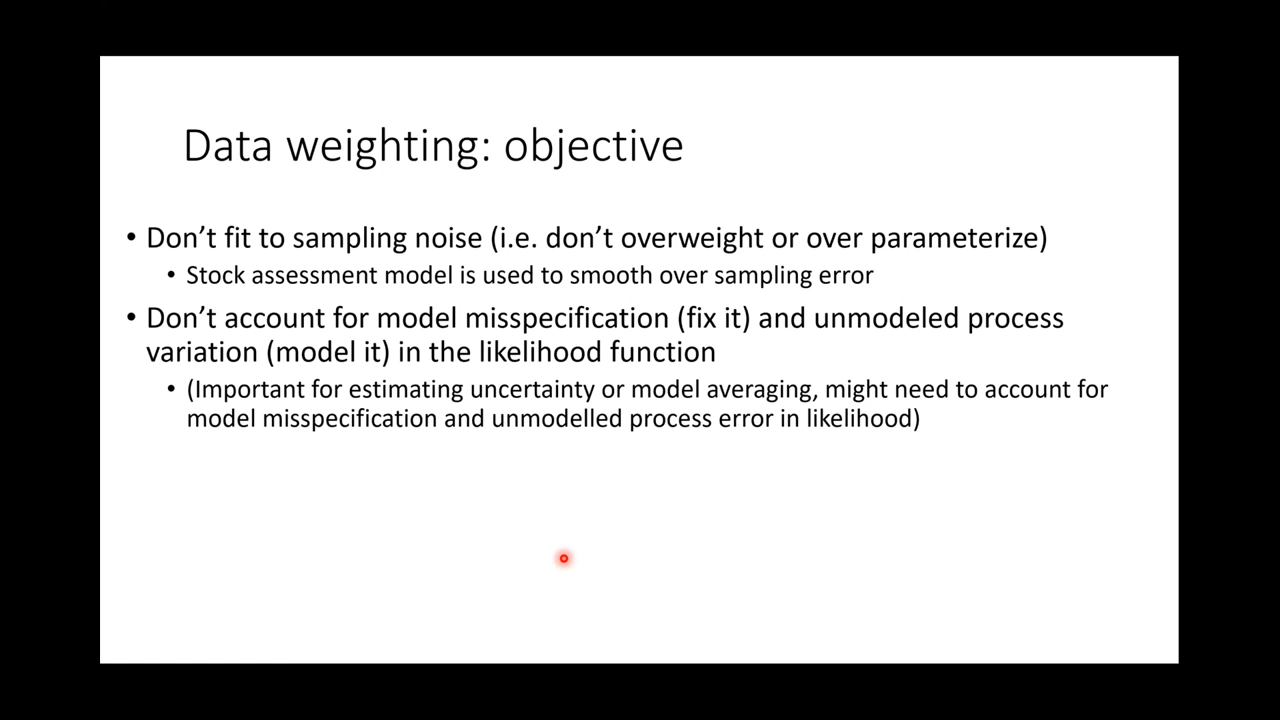 Data weighting: objective
• Don’t fit to sampling noise (i.e. don’t overweight or over parameterize)
• Stock assessment model is used to smooth over sampling error
• Don’t account for model misspecification (fix it) and unmodeled process
variation (model it) in the likelihood function
• (Important for estimating uncertainty or model averaging, might need to account for
model misspecification and unmodelled process error in likelihood)